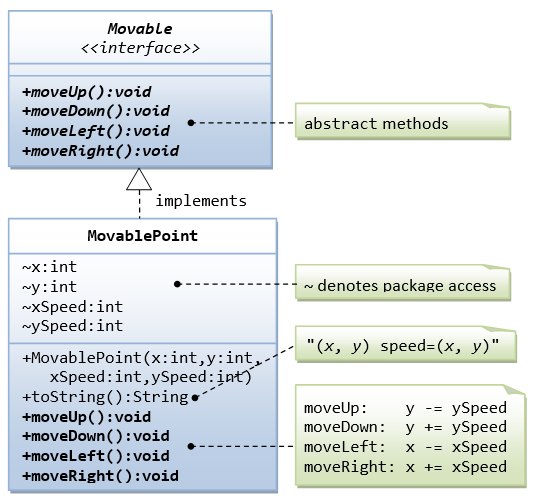 Movable
<<interface>>
+moveUp():void
+moveDown():void
+moveLeft():void
+moveRight():void
abstract methods
implements
MovablePoint
~x:int
~y:int
~xSpeed:int
~ySpeed:int
~ denotes package access
+MovablePoint(x:int,y:int,
xSpeed:int,ySpeed:int)
+toString():String
+moveUp():void
+moveDown():void
+moveLeft():void
+moveRight():void
"(x, y) speed=(x, y)"
moveUp: y -= ySpeed
moveDown: y += ySpeed
moveLeft: x -= xSpeed
moveRight: x += xSpeed